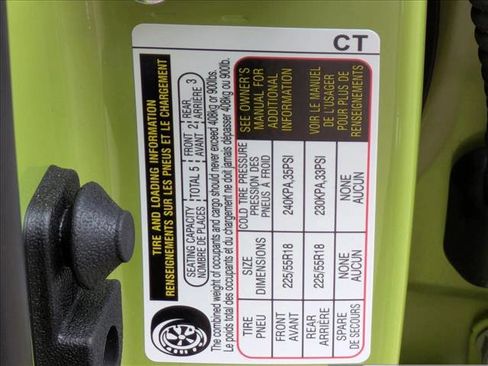 TIRE AND LOADING INFORMATION
RENSEIGNEMENTS SUR LES PNEUS ET LE CHARGEMENT
SEATING CAPACITY
NOMBRE DE PLACES
TOTAL 5
FRONT
AVANT 2
REAR
ARRIÈRE 3
The combined weight of occupants and cargo should never exceed 408kg or 900lbs.
Le poids total des occupants et du chargement ne doit jamais dépasser 408kg ou 900lb.
TIRE
PNEU
SIZE
DIMENSIONS
COLD TIRE PRESSURE
PRESSION DES
PNEUS À FROID
SEE OWNER'S
MANUAL FOR
ADDITIONAL
INFORMATION
FRONT
AVANT
225/55R18
240KPA,35PSI
REAR
ARRIÈRE
225/55R18
230KPA,33PSI
VOIR LE MANUEL
DE L'USAGER
POUR PLUS DE
RENSEIGNEMENTS
SPARE
DE SECOURS
NONE
AUCUN
NONE
AUCUN
CT